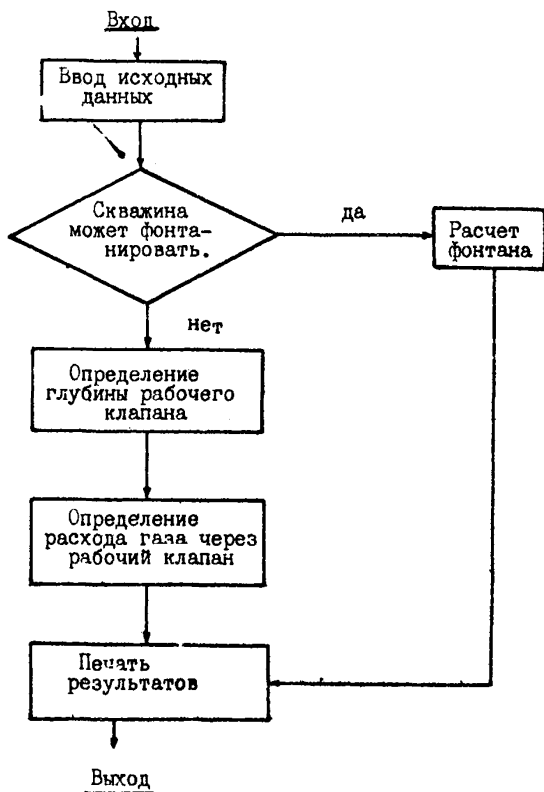 Вход
Ввод исходных
данных
Скважина
может фонта-
нировать.
да
Расчет
фонтана
нет
Определение
глубины рабочего
клапана
Определение
расхода газа через
рабочий клапан
Печать
результатов
Выход